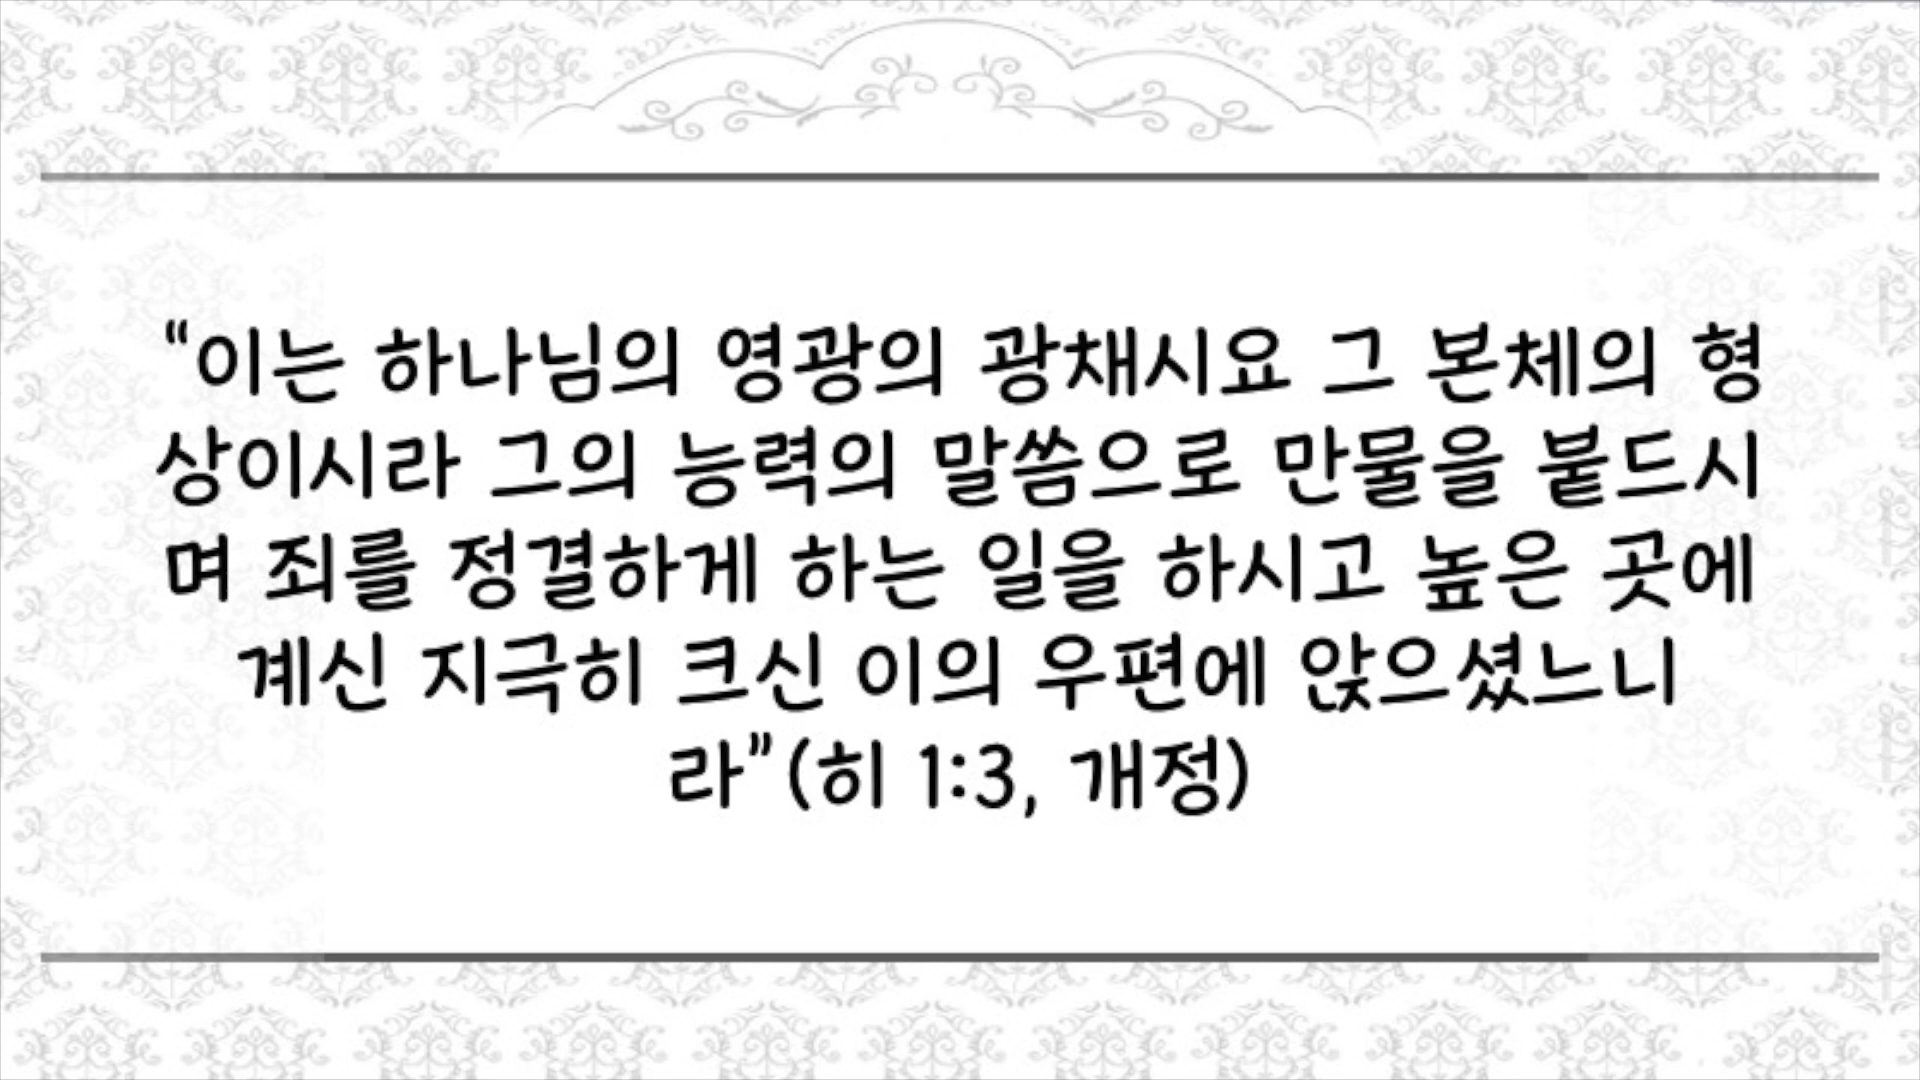 “이는 하나님의 영광의 광채시요 그 본체의 형
상이시라 그의 능력의 말씀으로 만물을 붙드시
며 죄를 정결하게 하는 일을 하시고 높은 곳에
계신 지극히 크신 이의 우편에 앉으셨느니
라”(히 1:3, 개정)